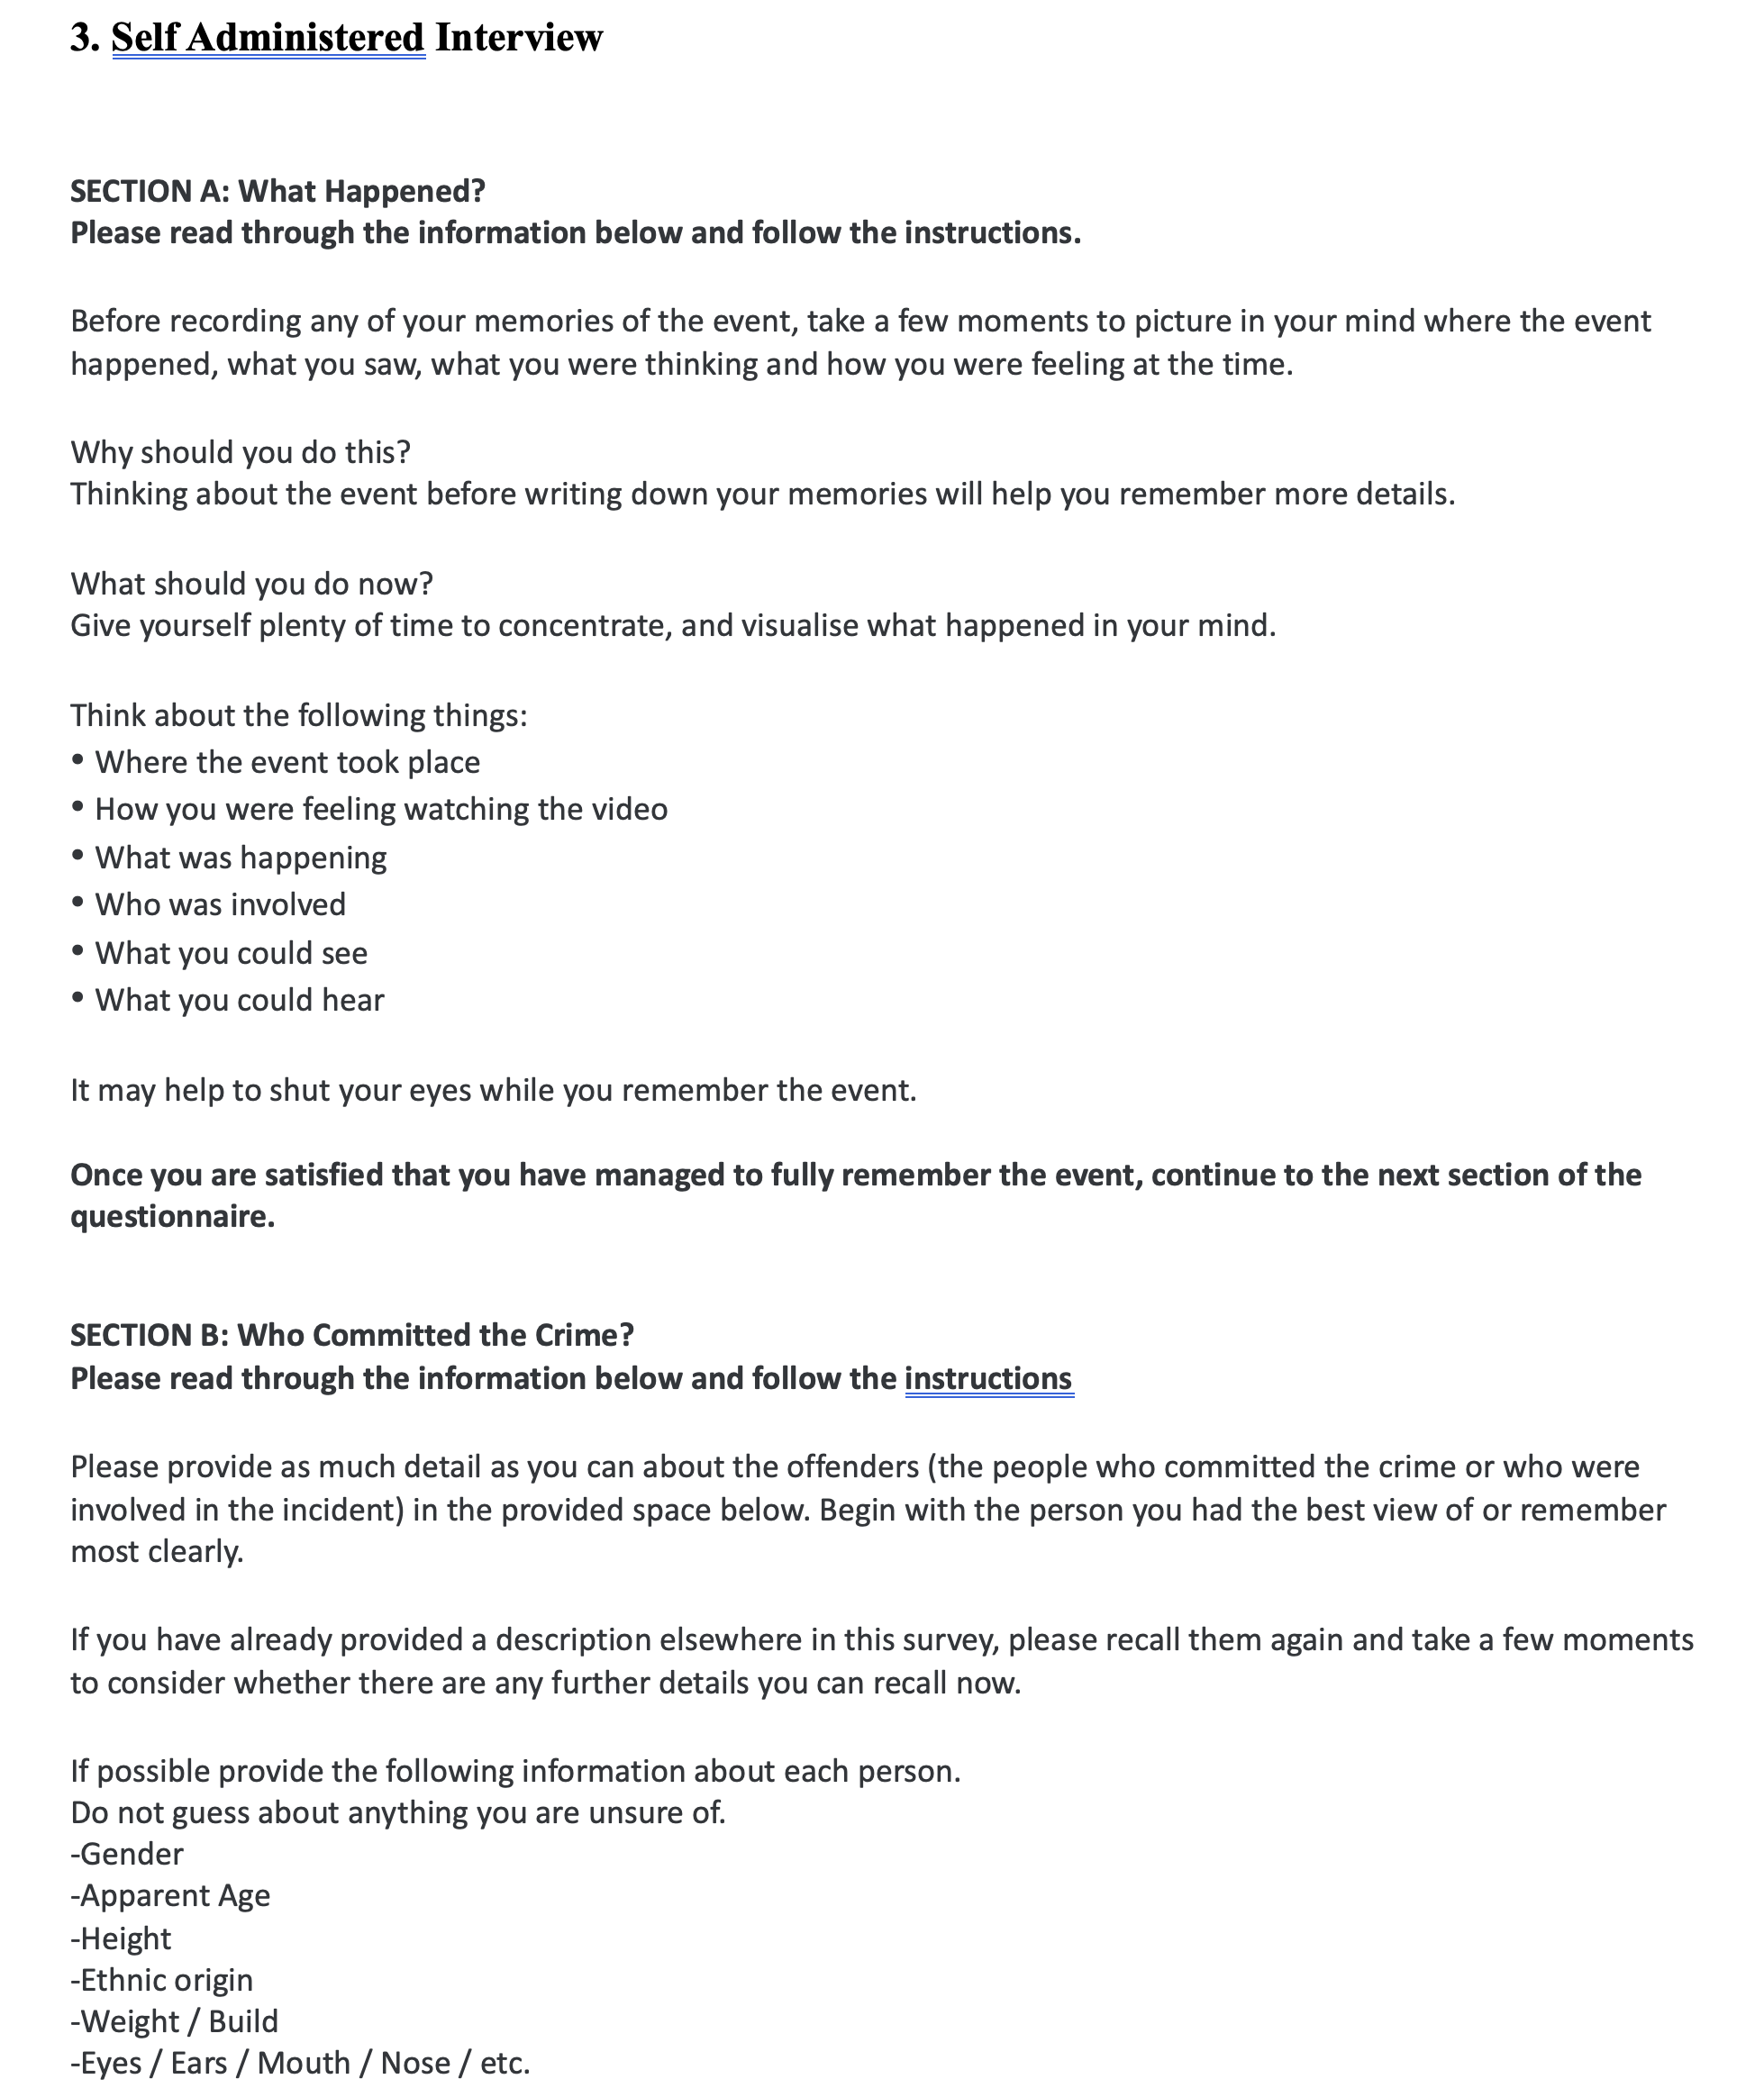 3. Self Administered Interview
SECTION A: What Happened?
Please read through the information below and follow the instructions.
Before recording any of your memories of the event, take a few moments to picture in your mind where the event
happened, what you saw, what you were thinking and how you were feeling at the time.
Why should you do this?
Thinking about the event before writing down your memories will help you remember more details.
What should you do now?
Give yourself plenty of time to concentrate, and visualise what happened in your mind.
Think about the following things:
• Where the event took place
• How you were feeling watching the video
• What was happening
• Who was involved
• What you could see
• What you could hear
It may help to shut your eyes while you remember the event.
Once you are satisfied that you have managed to fully remember the event, continue to the next section of the
questionnaire.
SECTION B: Who Committed the Crime?
Please read through the information below and follow the instructions
Please provide as much detail as you can about the offenders (the people who committed the crime or who were
involved in the incident) in the provided space below. Begin with the person you had the best view of or remember
most clearly.
If you have already provided a description elsewhere in this survey, please recall them again and take a few moments
to consider whether there are any further details you can recall now.
If possible provide the following information about each person.
Do not guess about anything you are unsure of.
-Gender
-Apparent Age
-Height
-Ethnic origin
-Weight / Build
-Eyes / Ears / Mouth / Nose / etc.